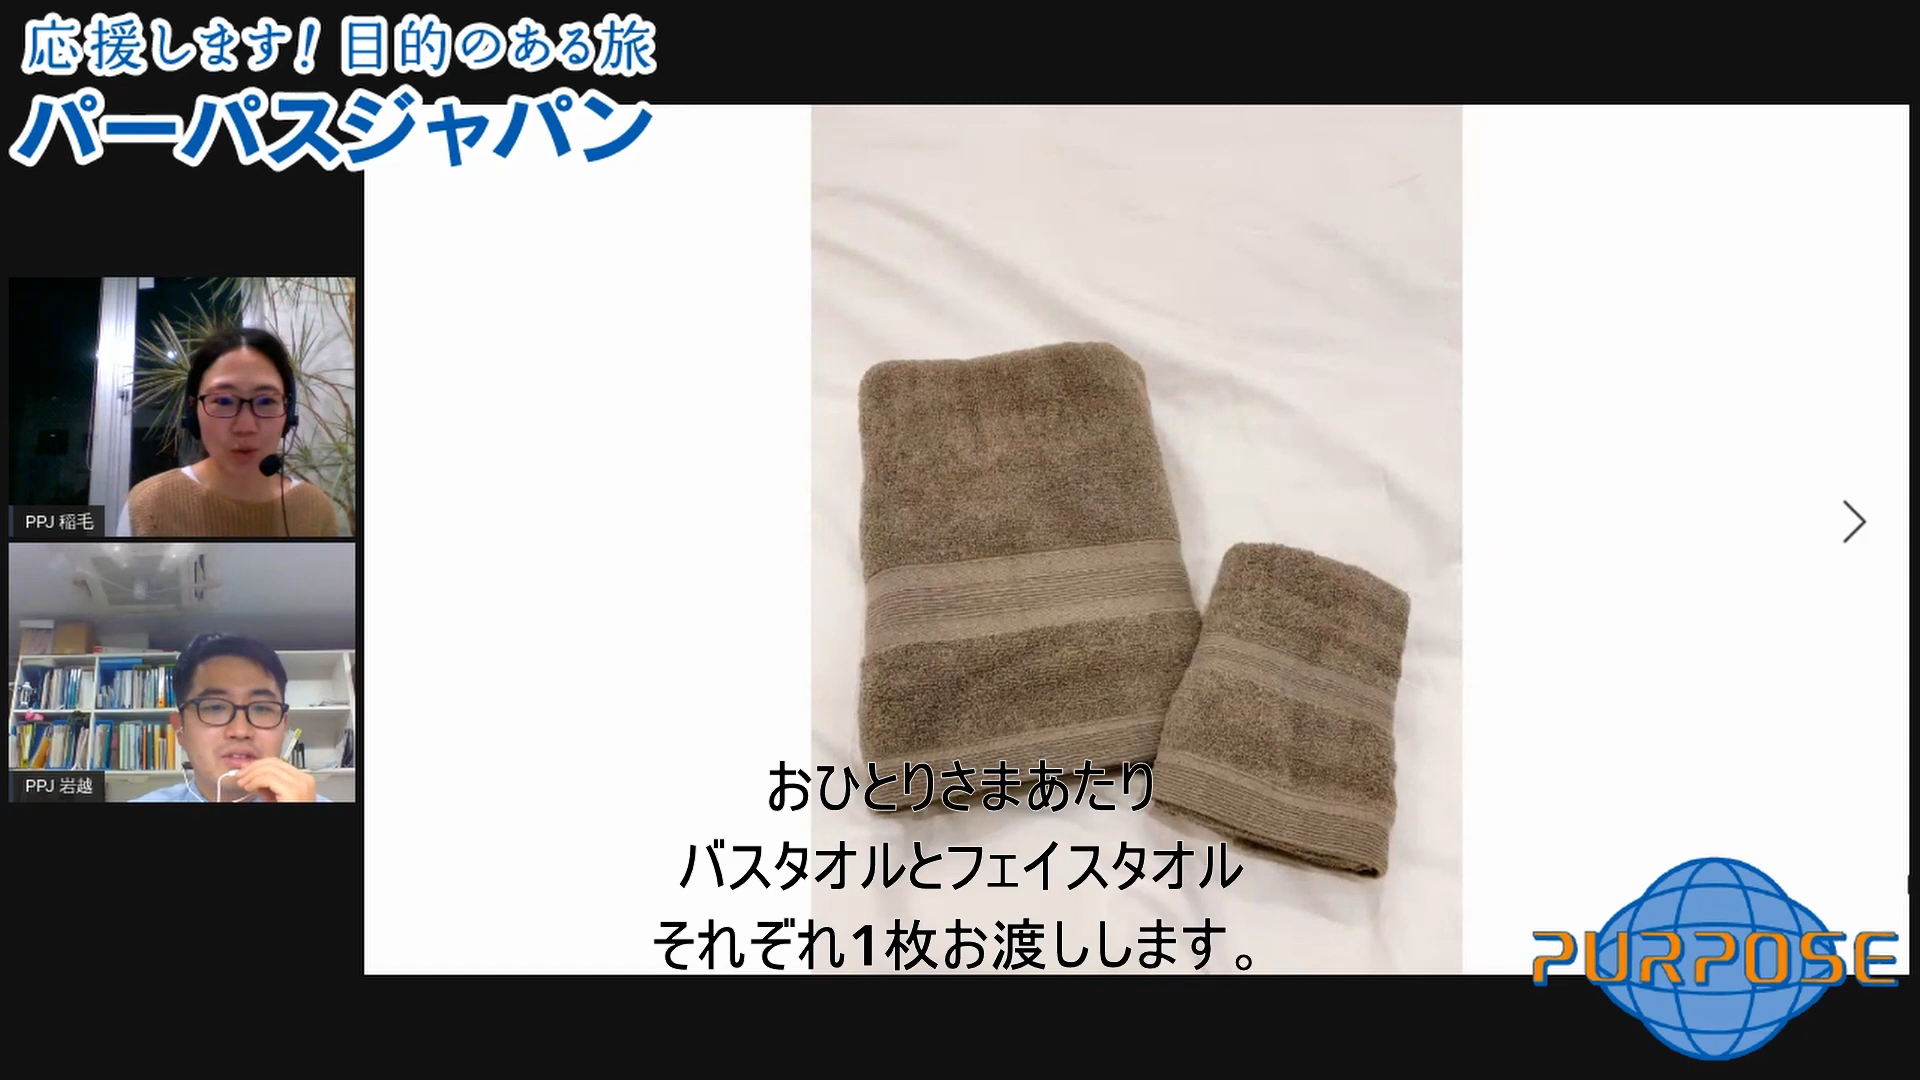 応援します！目的のある旅
パーパスジャパン
PPJ 稲毛
PPJ 岩越
おひとりさまあたり
バスタオルとフェイスタオル
それぞれ1枚お渡しします。
PURPOSE